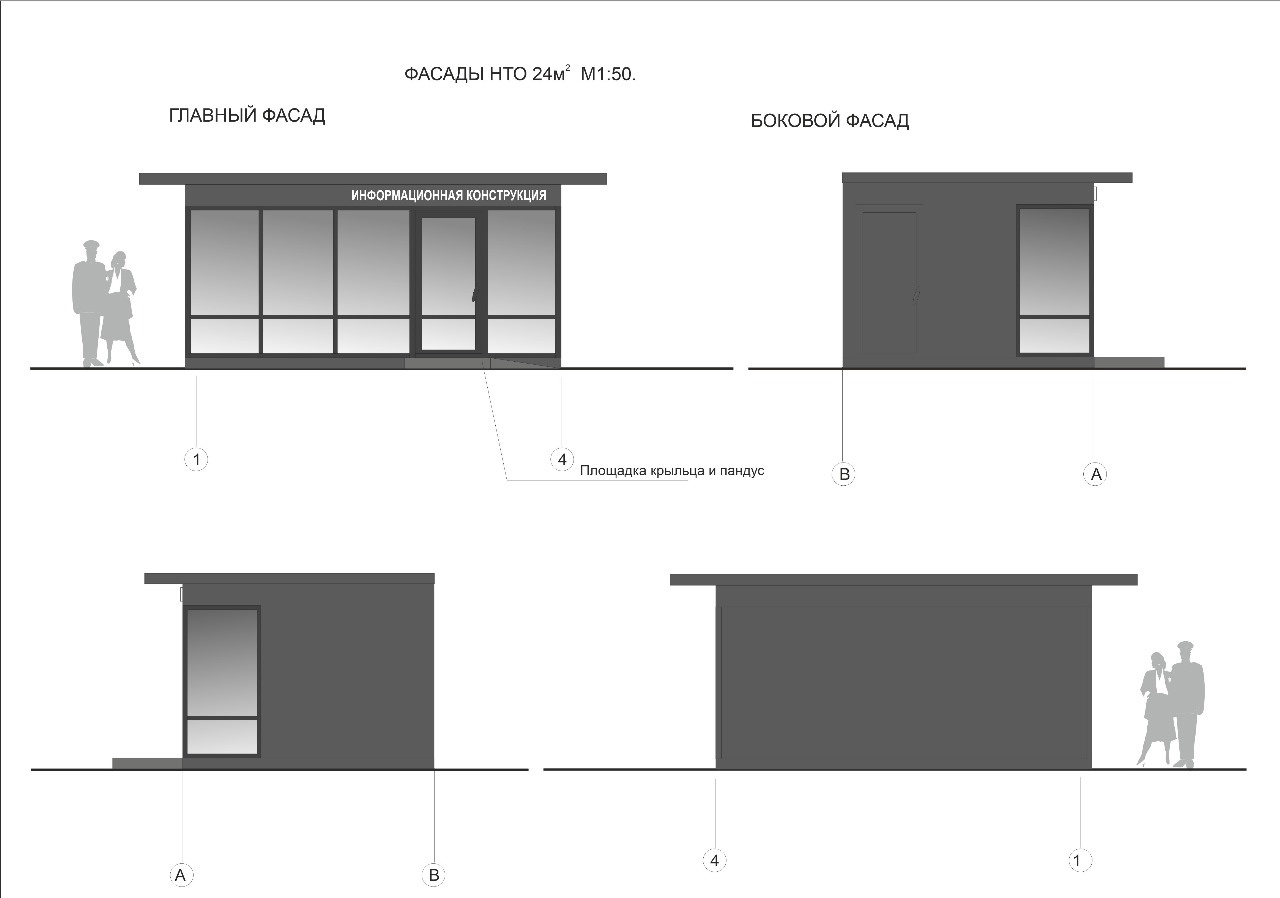 ФАСАДЫ НТО 24м² М1:50.
ГЛАВНЫЙ ФАСАД
БОКОВОЙ ФАСАД
ИНФОРМАЦИОННАЯ КОНСТРУКЦИЯ
1
4
Площадка крыльца и пандус
В
А
А
В
4
1